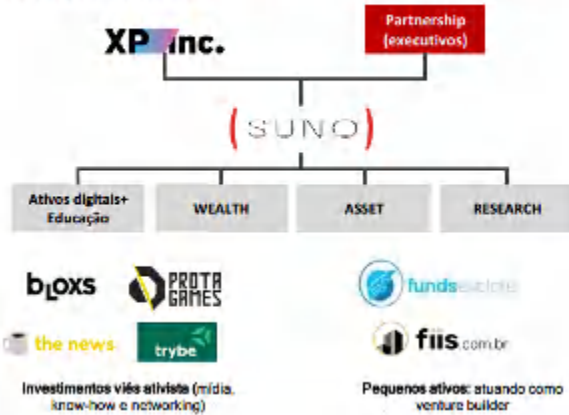 XP inc.
Partnership
(executivos)
(SUNO)
Ativos digitais+
Educação
WEALTH
ASSET
RESEARCH
bloxs
PROTA
GAMES
funds
the news
trybe
fiis.com.br
Investimentos viés ativista (mídia,
know-how e networking)
Pequenos ativos: atuando como
venture builder